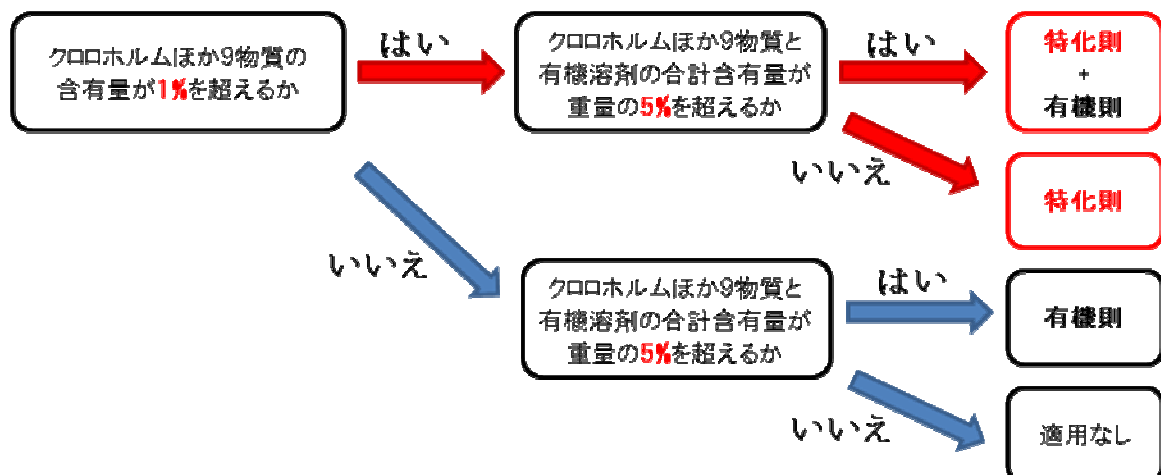 クロロホルムほか9物質の
含有量が1%を超えるか
はい
クロロホルムほか9物質と
有機溶剤の合計含有量が
重量の5%を超えるか
はい
特化則
+
有機則
いいえ
特化則
いいえ
クロロホルムほか9物質と
有機溶剤の合計含有量が
重量の5%を超えるか
はい
有機則
いいえ
適用なし